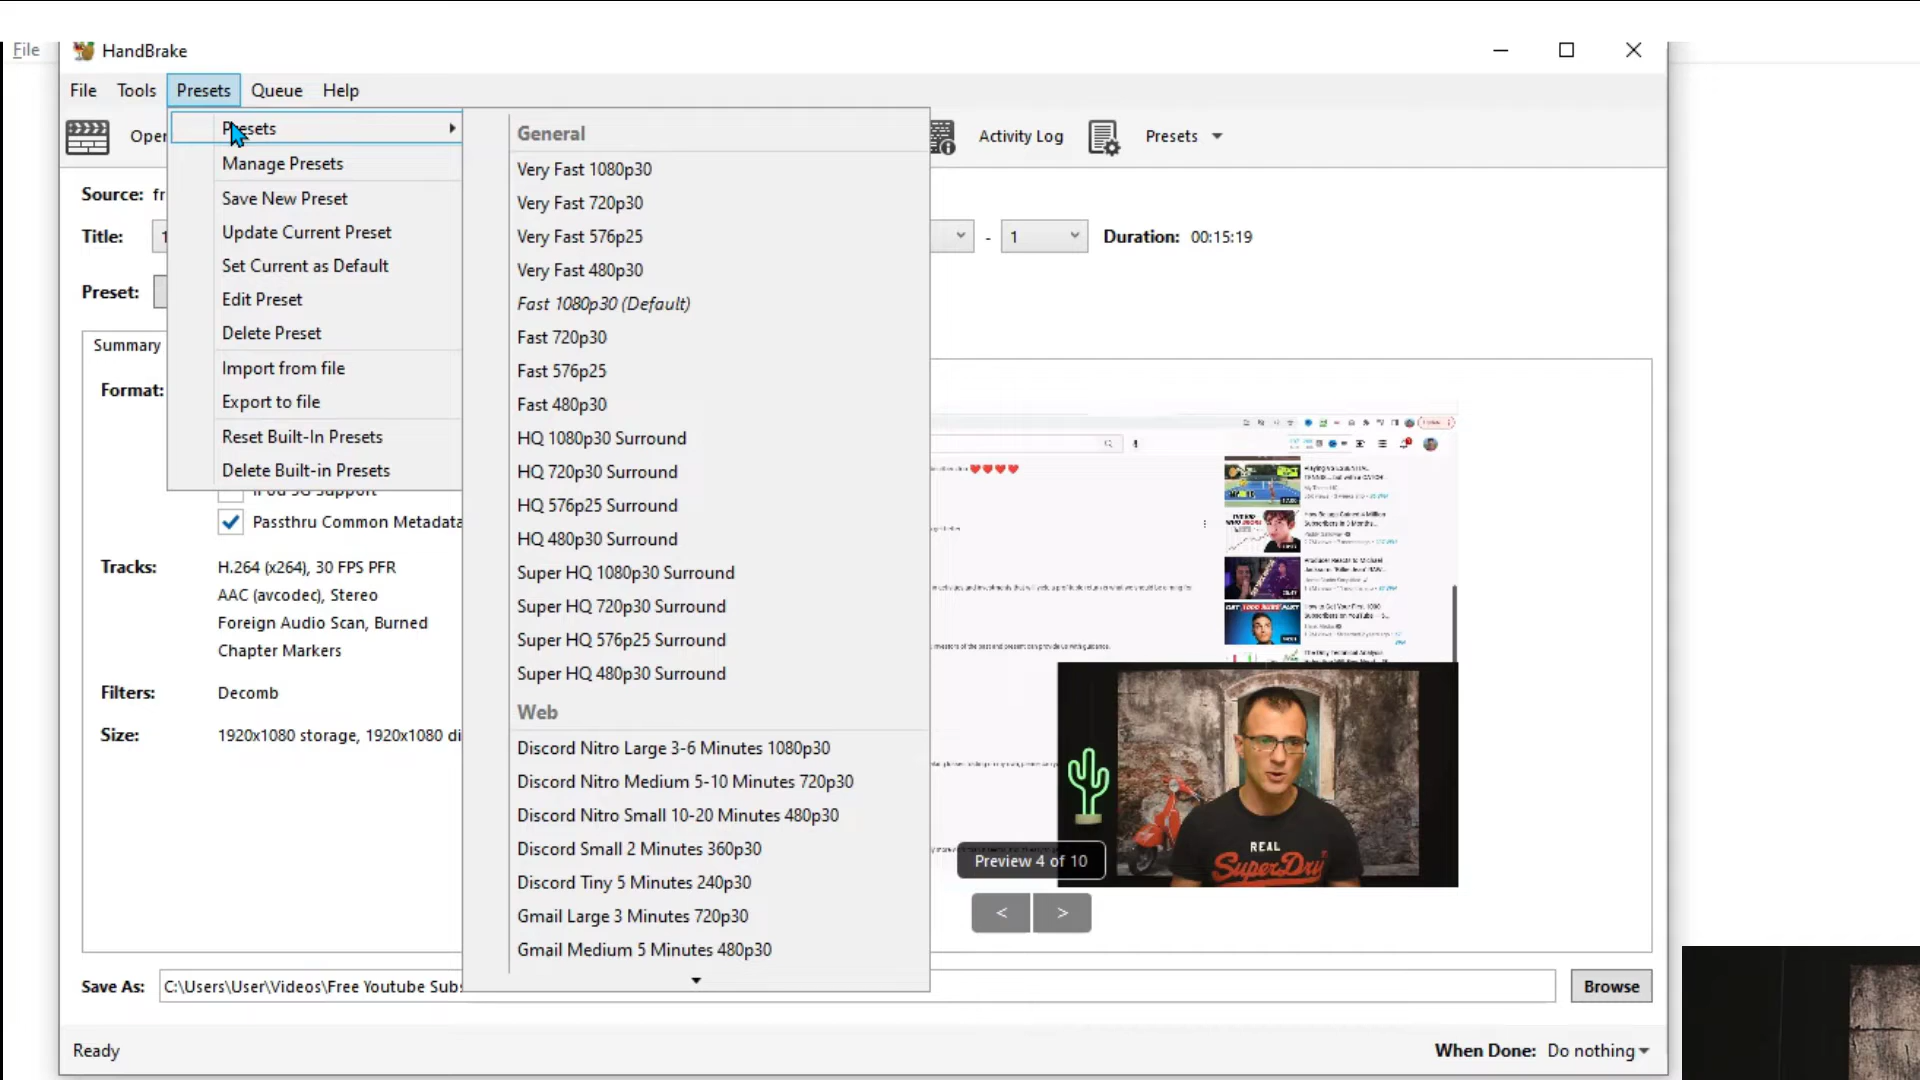 File
HandBrake
File Tools Presets Queue Help
Presets
Manage Presets
Save New Preset
Update Current Preset
Set Current as Default
Edit Preset
Delete Preset
Import from file
Export to file
Reset Built-In Presets
Delete Built-in Presets
General
Very Fast 1080p30
Very Fast 720p30
Very Fast 576p25
Very Fast 480p30
Fast 1080p30 (Default)
Fast 720p30
Fast 576p25
Fast 480p30
HQ 1080p30 Surround
HQ 720p30 Surround
HQ 576p25 Surround
HQ 480p30 Surround
Super HQ 1080p30 Surround
Super HQ 720p30 Surround
Super HQ 576p25 Surround
Super HQ 480p30 Surround
Web
Discord Nitro Large 3-6 Minutes 1080p30
Discord Nitro Medium 5-10 Minutes 720p30
Discord Nitro Small 10-20 Minutes 480p30
Discord Small 2 Minutes 360p30
Discord Tiny 5 Minutes 240p30
Gmail Large 3 Minutes 720p30
Gmail Medium 5 Minutes 480p30
Activity Log Presets
Source: fr
Title: 1 - 1 Duration: 00:15:19
Preset:
Summary
Format:
Passthru Common Metadata
Tracks: H.264 (x264), 30 FPS PFR
AAC (avcodec), Stereo
Foreign Audio Scan, Burned
Chapter Markers
Filters: Decomb
Size: 1920x1080 storage, 1920x1080 di
REAL
SuperDry
Preview 4 of 10
< >
Save As: C:\Users\User\Videos\Free Youtube Subs Browse
Ready When Done: Do nothing